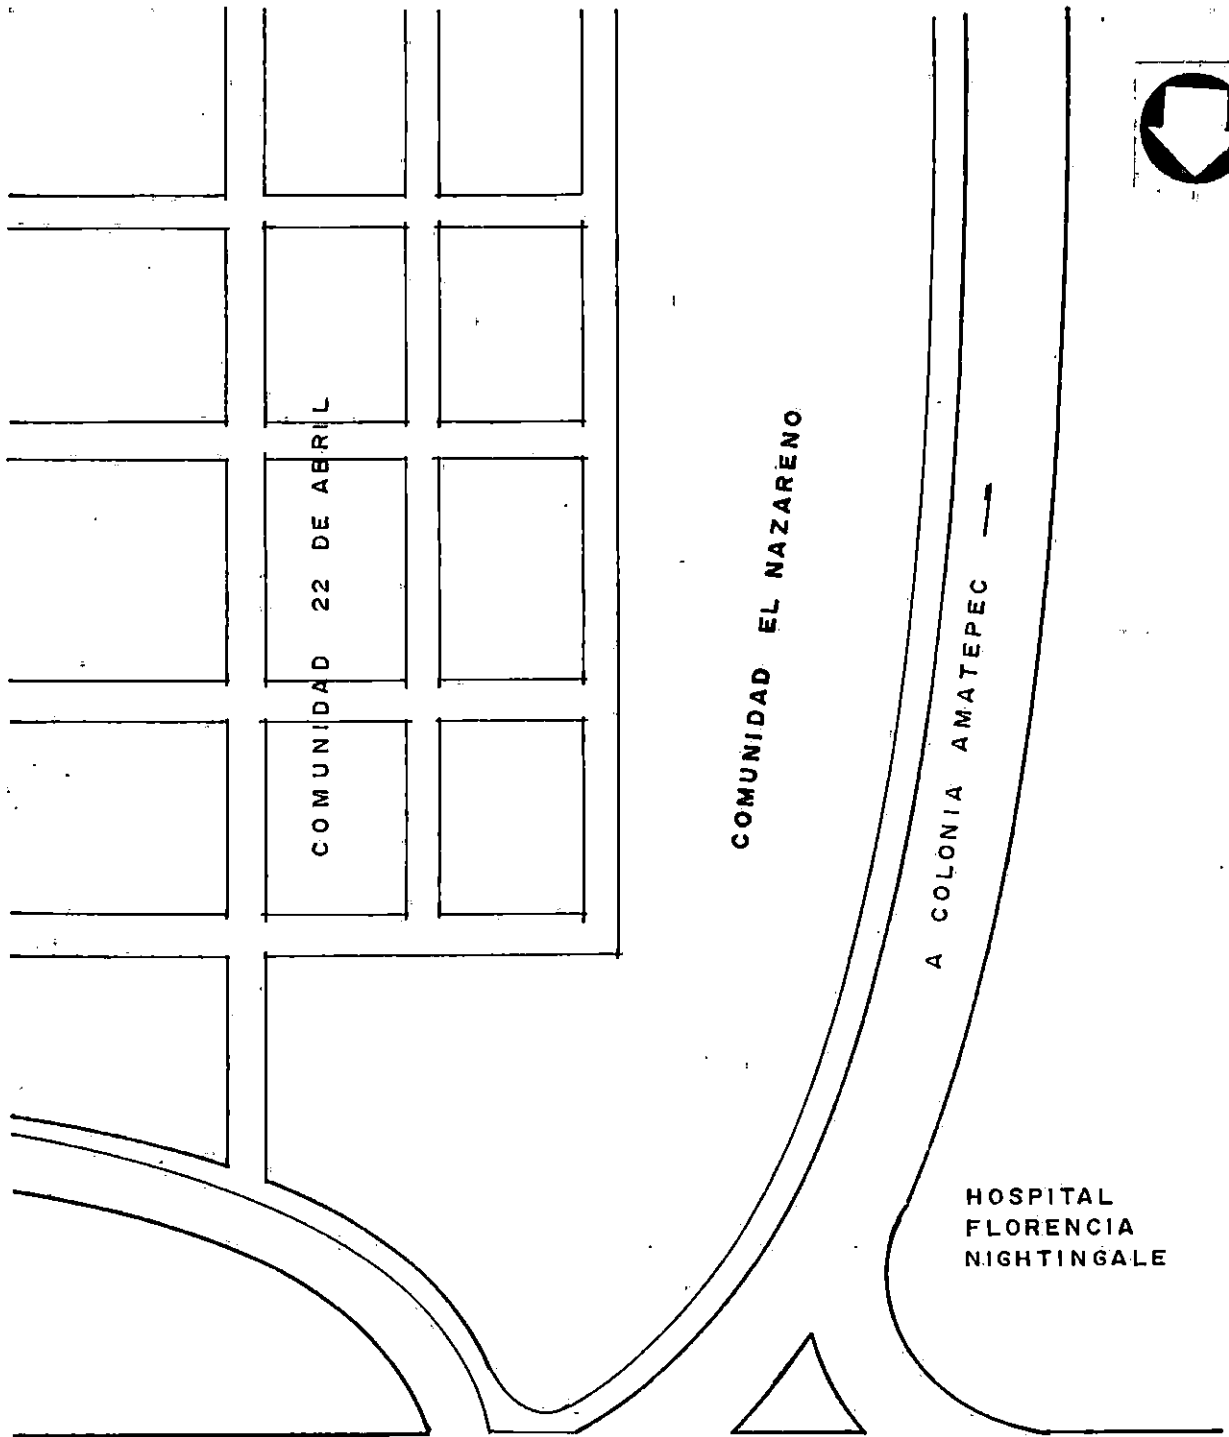 COMUNIDAD 22 DE ABRIL
COMUNIDAD EL NAZARENO
A COLONIA AMATEPEC
HOSPITAL
FLORENCIA
NIGHTINGALE